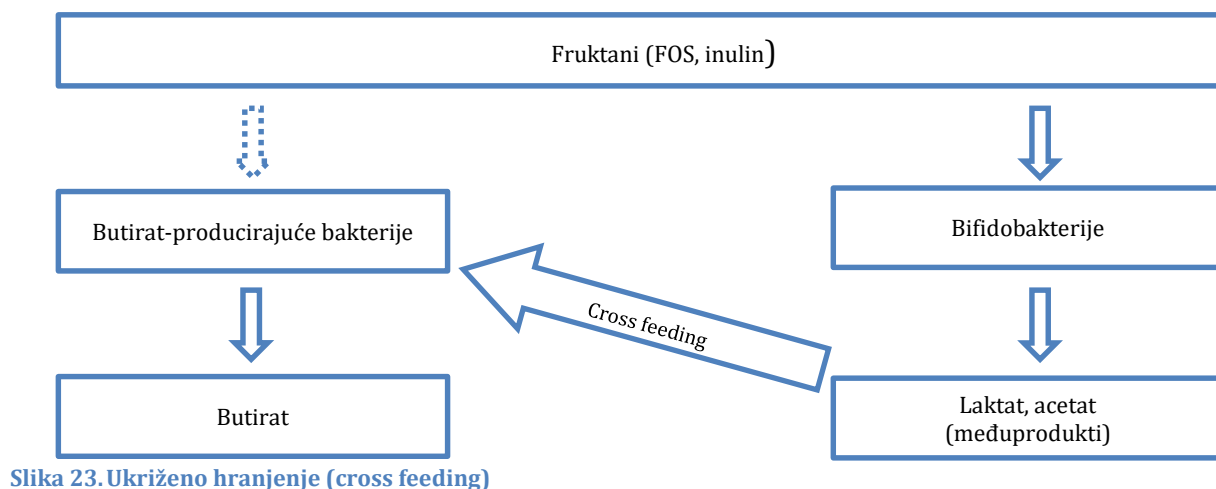 Fruktani (FOS, inulin)
Butirat-producirajuće bakterije
Bifidobakterije
Cross feeding
Butirat
Laktat, acetat
(međuprodukti)
Slika 23. Ukriženo hranjenje (cross feeding)